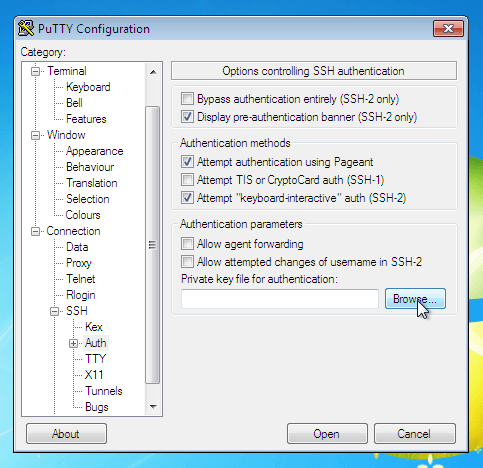 PuTTY Configuration
Category:
Terminal
Keyboard
Bell
Features
Window
Appearance
Behaviour
Translation
Selection
Colours
Connection
Data
Proxy
Telnet
Rlogin
SSH
Kex
Auth
TTY
X11
Tunnels
Bugs
Options controlling SSH authentication
Bypass authentication entirely (SSH-2 only)
Display pre-authentication banner (SSH-2 only)
Authentication methods
Attempt authentication using Pageant
Attempt TIS or CryptoCard auth (SSH-1)
Attempt "keyboard-interactive" auth (SSH-2)
Authentication parameters
Allow agent forwarding
Allow attempted changes of username in SSH-2
Private key file for authentication:
Browse...
About
Open
Cancel